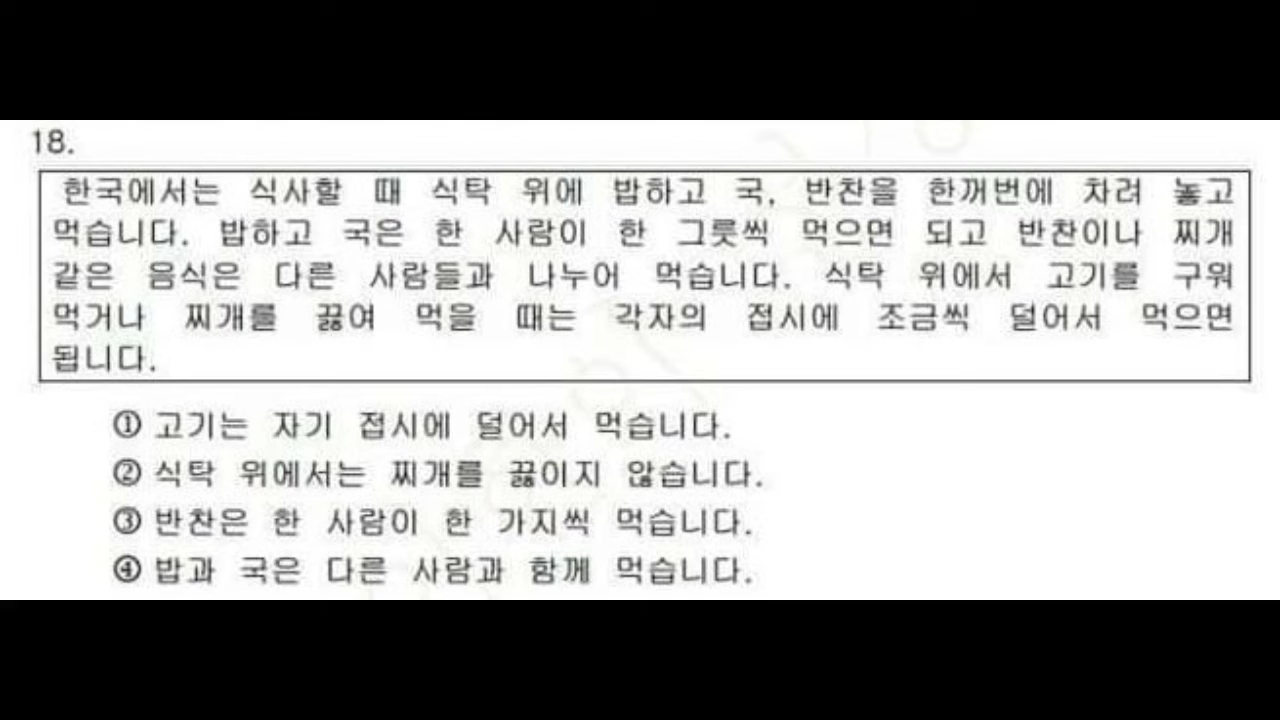 18.
한국에서는 식사할 때 식탁 위에 밥하고 국, 반찬을 한꺼번에 차려 놓고
먹습니다. 밥하고 국은 한 사람이 한 그릇씩 먹으면 되고 반찬이나 찌개
같은 음식은 다른 사람들과 나누어 먹습니다. 식탁 위에서 고기를 구워
먹거나 찌개를 끓여 먹을 때는 각자의 접시에 조금씩 덜어서 먹으면
됩니다.
① 고기는 자기 접시에 덜어서 먹습니다.
② 식탁 위에서는 찌개를 끓이지 않습니다.
③ 반찬은 한 사람이 한 가지씩 먹습니다.
④ 밥과 국은 다른 사람과 함께 먹습니다.